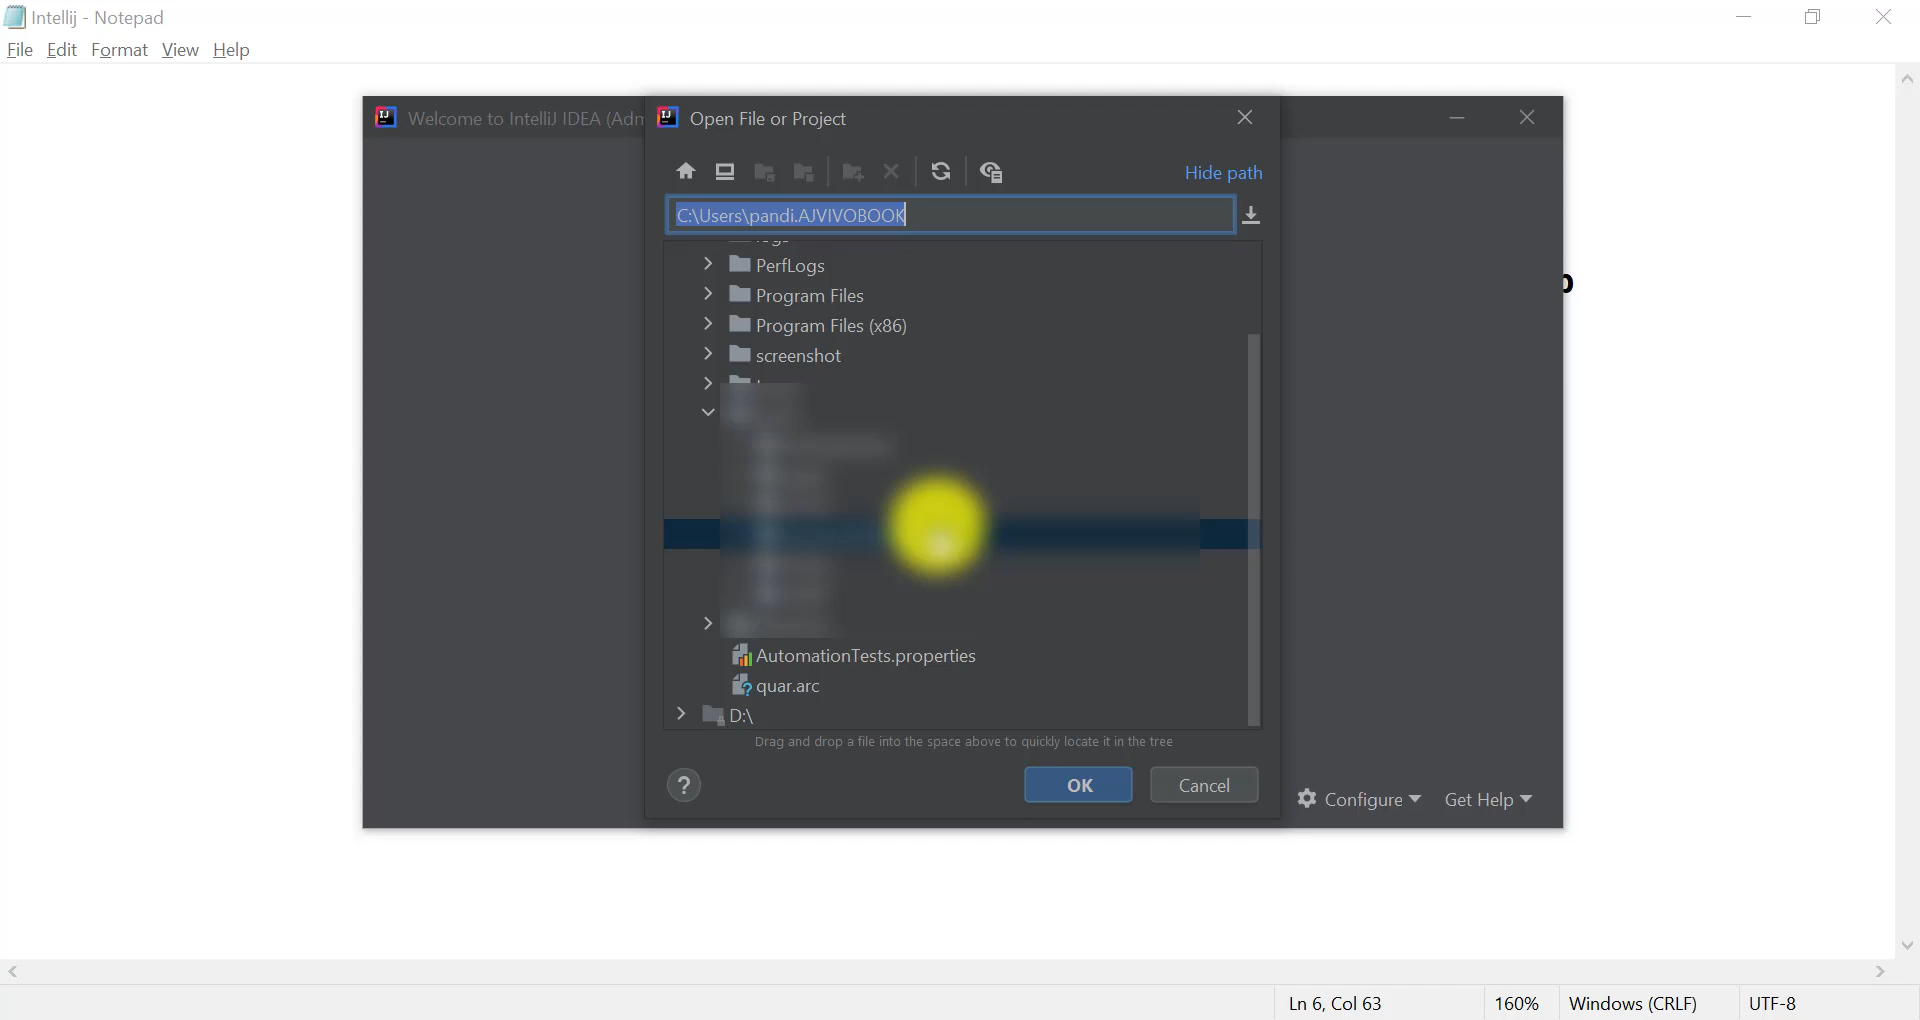 Intellij - Notepad
File Edit Format View Help
Welcome to IntelliJ IDEA
Open File or Project
Hide path
C:\Users\pandi.AJVIVOBOOK
PerfLogs
Program Files
Program Files (x86)
screenshot
AutomationTests.properties
quar.arc
D:\
Drag and drop a file into the space above to quickly locate it in the tree
? OK Cancel
Configure Get Help
Ln 6, Col 63 160% Windows (CRLF) UTF-8